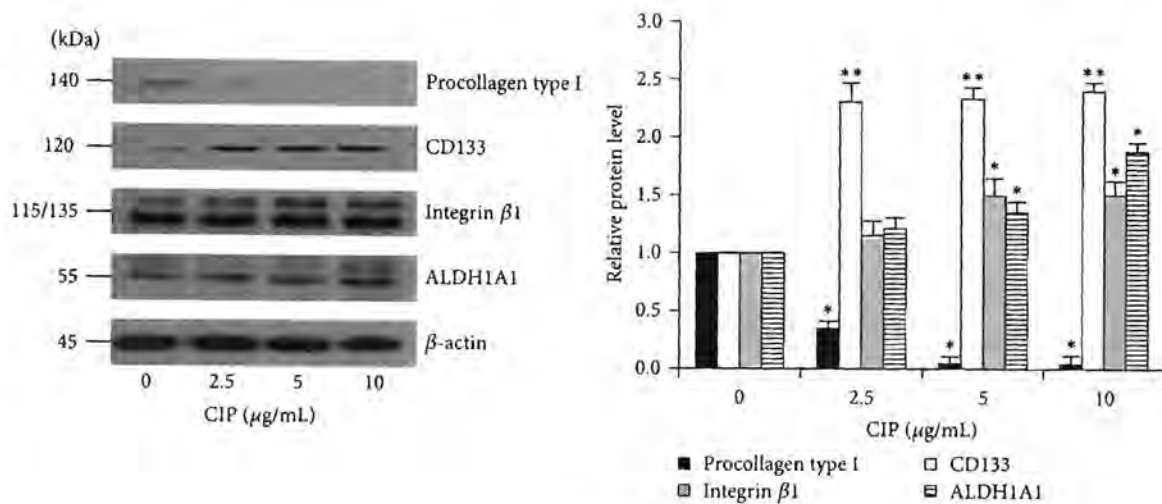 (kDa)
140
Procollagen type I
120
CD133
115/135
Integrin β1
55
ALDH1A1
45
β-actin
0 2.5 5 10
CIP (μg/mL)
3.0
2.5
2.0
1.5
1.0
0.5
0.0
Relative protein level
* ** ** * * * ** * * *
0 2.5 5 10
CIP (μg/mL)
Procollagen type I CD133
Integrin β1 ALDH1A1